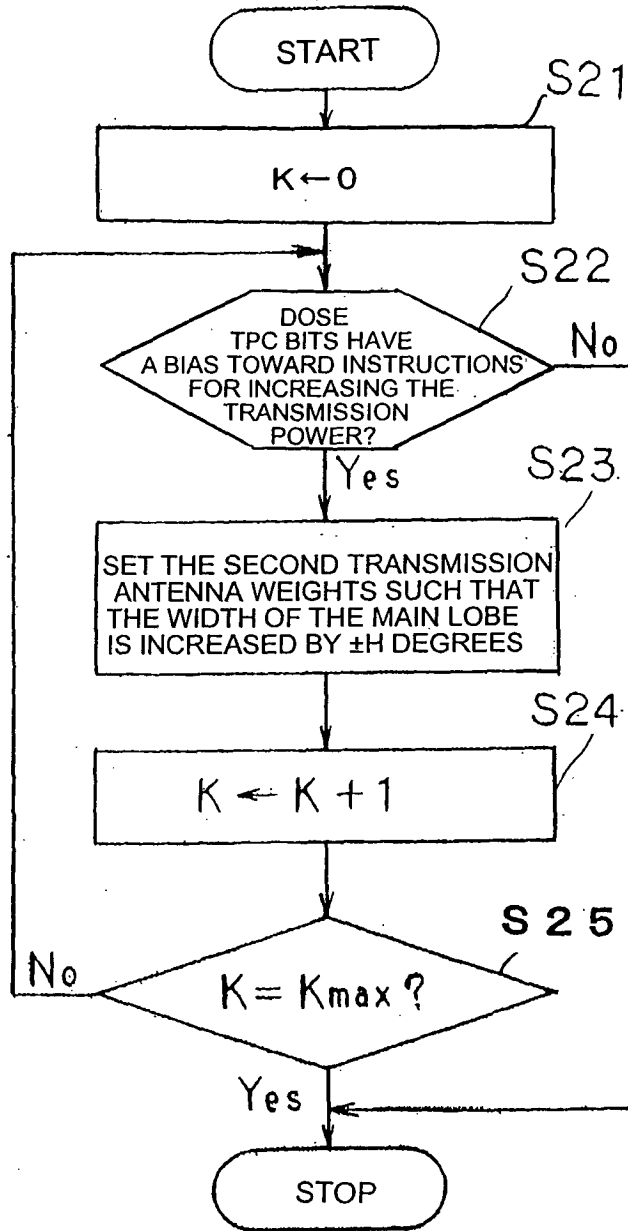 START
S21
K←0
S22
DOSE
TPC BITS HAVE
A BIAS TOWARD INSTRUCTIONS
FOR INCREASING THE
TRANSMISSION
POWER?
No
Yes
S23
SET THE SECOND TRANSMISSION
ANTENNA WEIGHTS SUCH THAT
THE WIDTH OF THE MAIN LOBE
IS INCREASED BY ±H DEGREES
S24
K ← K + 1
S25
No
K = Kmax ?
Yes
STOP